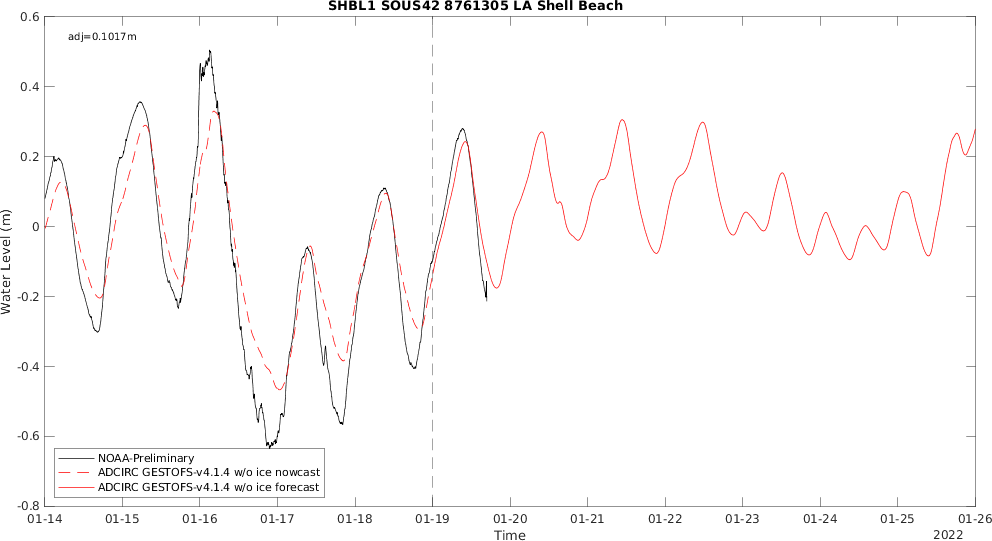 SHBL1 SOUS42 8761305 LA Shell Beach
adj=0.1017m
0.6
0.4
0.2
0
-0.2
-0.4
-0.6
-0.8
Water Level (m)
NOAA-Preliminary
ADCIRC GESTOFS-v4.1.4 w/o ice nowcast
ADCIRC GESTOFS-v4.1.4 w/o ice forecast
01-14 01-15 01-16 01-17 01-18 01-19 01-20 01-21 01-22 01-23 01-24 01-25 01-26
Time
2022